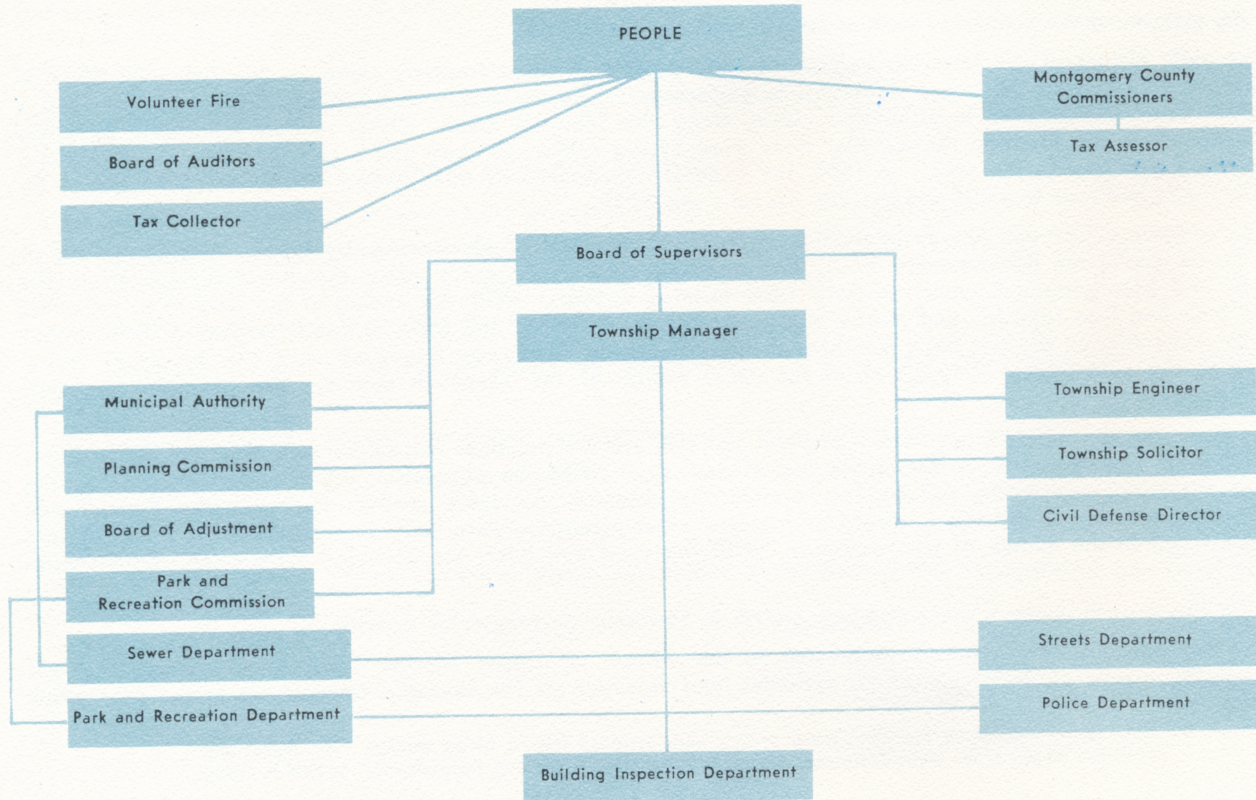 PEOPLE
Volunteer Fire
Montgomery County
Commissioners
Board of Auditors
Tax Assessor
Tax Collector
Board of Supervisors
Township Manager
Municipal Authority
Township Engineer
Planning Commission
Township Solicitor
Board of Adjustment
Civil Defense Director
Park and
Recreation Commission
Sewer Department
Streets Department
Park and Recreation Department
Police Department
Building Inspection Department